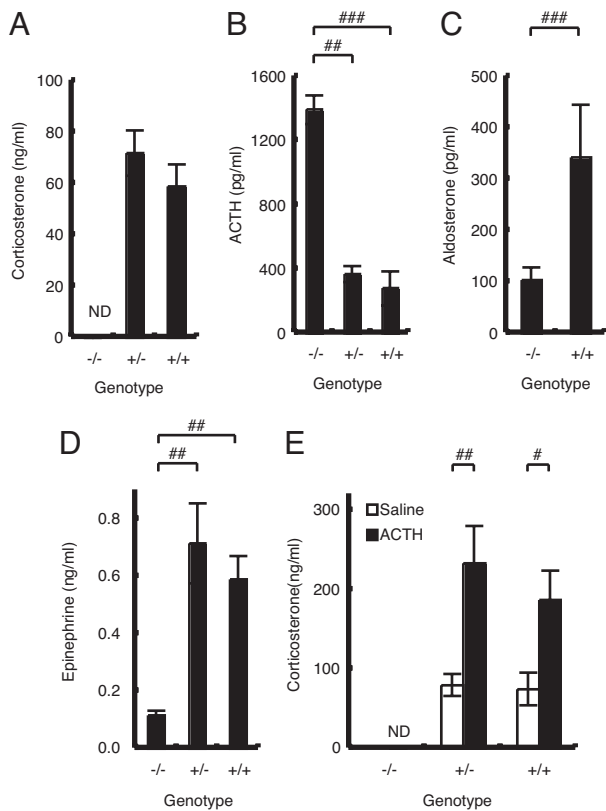 A
Corticosterone (ng/ml)
100
80
60
40
20
0
ND
-/-
+/-
+/+
Genotype
B
###
##
ACTH (pg/ml)
1600
1200
800
400
0
-/-
+/-
+/+
Genotype
C
###
Aldosterone (pg/ml)
500
400
300
200
100
0
-/-
+/+
Genotype
D
##
##
Epinephrine (ng/ml)
0.8
0.6
0.4
0.2
0.0
-/-
+/-
+/+
Genotype
E
##
#
Saline
ACTH
Corticosterone(ng/ml)
300
200
100
0
ND
-/-
+/-
+/+
Genotype